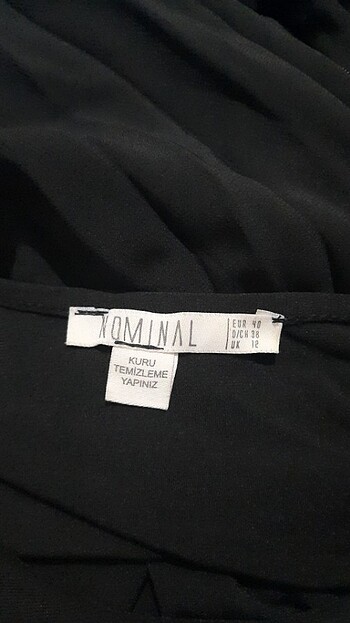 NOMINAL
EUR 40
D/CH 38
UK 12
KURU
TEMİZLEME
YAPINIZ